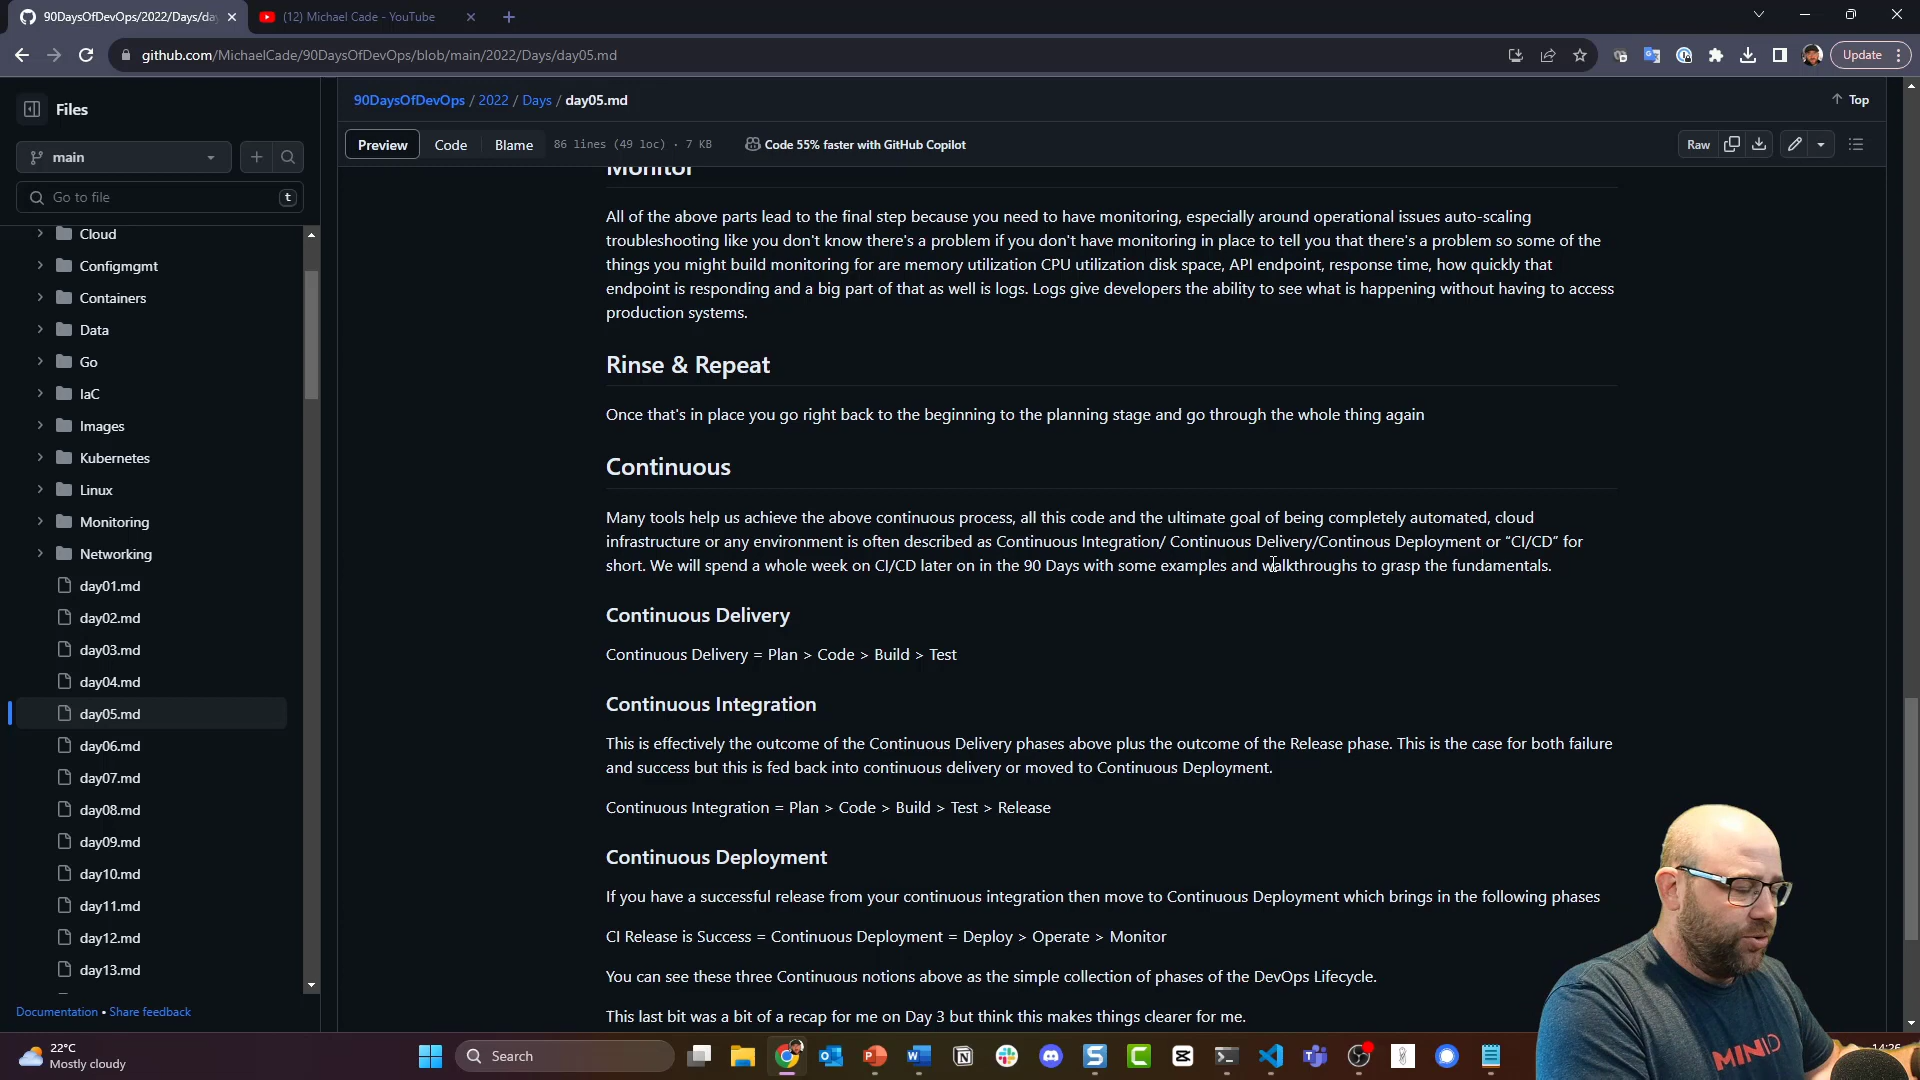 90DaysOfDevOps/2022/Days/da
(12) Michael Cade - YouTube
github.com/MichaelCade/90DaysOfDevOps/blob/main/2022/Days/day05.md
Update
Files
90DaysOfDevOps / 2022 / Days / day05.md
Top
main
Preview
Code
Blame
86 lines (49 loc) · 7 KB
Code 55% faster with GitHub Copilot
Raw
Go to file
t
Cloud
Configmgmt
Containers
Data
Go
IaC
Images
Kubernetes
Linux
Monitoring
Networking
day01.md
day02.md
day03.md
day04.md
day05.md
day06.md
day07.md
day08.md
day09.md
day10.md
day11.md
day12.md
day13.md
Documentation • Share feedback
Monitor
All of the above parts lead to the final step because you need to have monitoring, especially around operational issues auto-scaling
troubleshooting like you don't know there's a problem if you don't have monitoring in place to tell you that there's a problem so some of the
things you might build monitoring for are memory utilization CPU utilization disk space, API endpoint, response time, how quickly that
endpoint is responding and a big part of that as well is logs. Logs give developers the ability to see what is happening without having to access
production systems.
Rinse & Repeat
Once that's in place you go right back to the beginning to the planning stage and go through the whole thing again
Continuous
Many tools help us achieve the above continuous process, all this code and the ultimate goal of being completely automated, cloud
infrastructure or any environment is often described as Continuous Integration/ Continuous Delivery/Continous Deployment or “CI/CD” for
short. We will spend a whole week on CI/CD later on in the 90 Days with some examples and walkthroughs to grasp the fundamentals.
Continuous Delivery
Continuous Delivery = Plan > Code > Build > Test
Continuous Integration
This is effectively the outcome of the Continuous Delivery phases above plus the outcome of the Release phase. This is the case for both failure
and success but this is fed back into continuous delivery or moved to Continuous Deployment.
Continuous Integration = Plan > Code > Build > Test > Release
Continuous Deployment
If you have a successful release from your continuous integration then move to Continuous Deployment which brings in the following phases
CI Release is Success = Continuous Deployment = Deploy > Operate > Monitor
You can see these three Continuous notions above as the simple collection of phases of the DevOps Lifecycle.
This last bit was a bit of a recap for me on Day 3 but think this makes things clearer for me.
MINIO
22°C
Mostly cloudy
Search
14:26